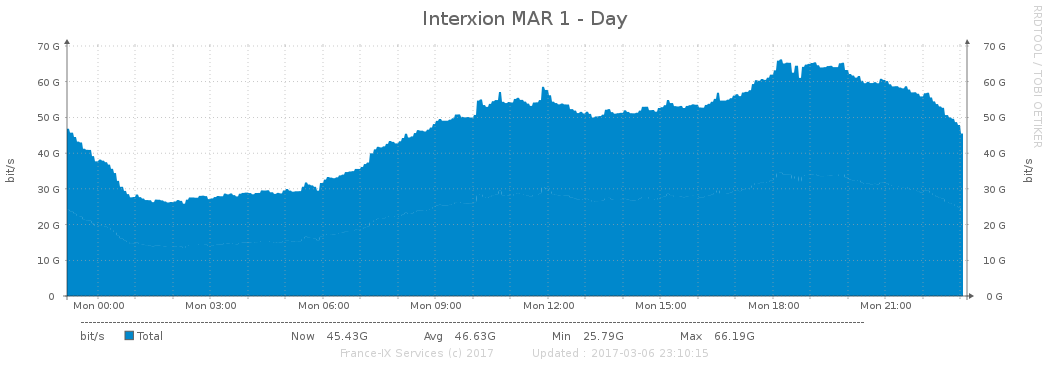 Interxion MAR 1 - Day
RRDTOOL / TOBI OETIKER
bit/s
70 G
60 G
50 G
40 G
30 G
20 G
10 G
0
70 G
60 G
50 G
40 G
30 G
20 G
10 G
0 G
bit/s
Mon 00:00 Mon 03:00 Mon 06:00 Mon 09:00 Mon 12:00 Mon 15:00 Mon 18:00 Mon 21:00
bit/s Total Now 45.43G Avg 46.63G Min 25.79G Max 66.19G
France-IX Services (c) 2017 Updated : 2017-03-06 23:10:15